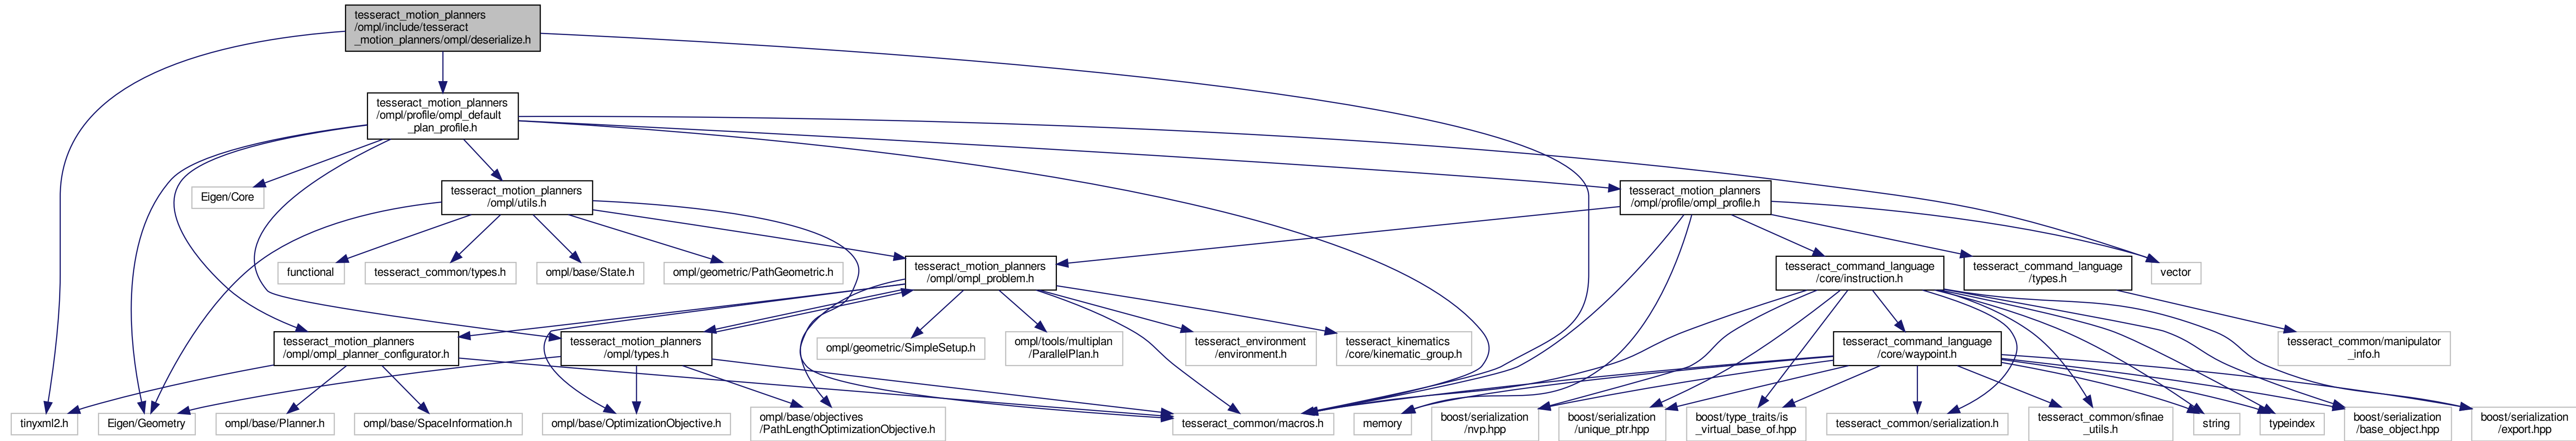 tesseract_motion_planners
/ompl/include/tesseract
_motion_planners/ompl/deserialize.h
tesseract_motion_planners
/ompl/profile/ompl_default
_plan_profile.h
Eigen/Core
tesseract_motion_planners
/ompl/utils.h
tesseract_motion_planners
/ompl/profile/ompl_profile.h
functional
tesseract_common/types.h
ompl/base/State.h
ompl/geometric/PathGeometric.h
tesseract_motion_planners
/ompl/ompl_problem.h
tesseract_command_language
/core/instruction.h
tesseract_command_language
/types.h
vector
tesseract_motion_planners
/ompl/ompl_planner_configurator.h
tesseract_motion_planners
/ompl/types.h
ompl/geometric/SimpleSetup.h
ompl/tools/multiplan
/ParallelPlan.h
tesseract_environment
/environment.h
tesseract_kinematics
/core/kinematic_group.h
tesseract_command_language
/core/waypoint.h
tesseract_common/manipulator
_info.h
tinyxml2.h
Eigen/Geometry
ompl/base/Planner.h
ompl/base/SpaceInformation.h
ompl/base/OptimizationObjective.h
ompl/base/objectives
/PathLengthOptimizationObjective.h
tesseract_common/macros.h
memory
boost/serialization
/nvp.hpp
boost/serialization
/unique_ptr.hpp
boost/type_traits/is
_virtual_base_of.hpp
tesseract_common/serialization.h
tesseract_common/sfinae
_utils.h
string
typeindex
boost/serialization
/base_object.hpp
boost/serialization
/export.hpp